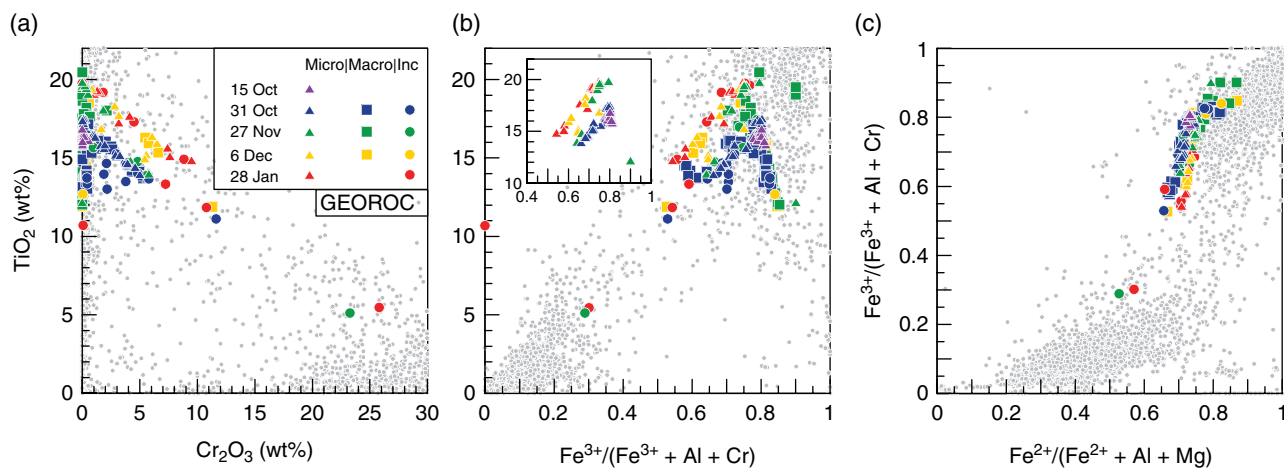 (a)
(b)
(c)
TiO2 (wt%)
20
15
10
5
0
Micro|Macro|Inc
15 Oct
31 Oct
27 Nov
6 Dec
28 Jan
GEOROC
0 5 10 15 20 25 30
Cr2O3 (wt%)
20
15
10
5
0
20
15
10
0.4 0.6 0.8 1
0 0.2 0.4 0.6 0.8 1
Fe3+/(Fe3+ + Al + Cr)
Fe3+/(Fe3+ + Al + Cr)
1
0.8
0.6
0.4
0.2
0
0 0.2 0.4 0.6 0.8 1
Fe2+/(Fe2+ + Al + Mg)